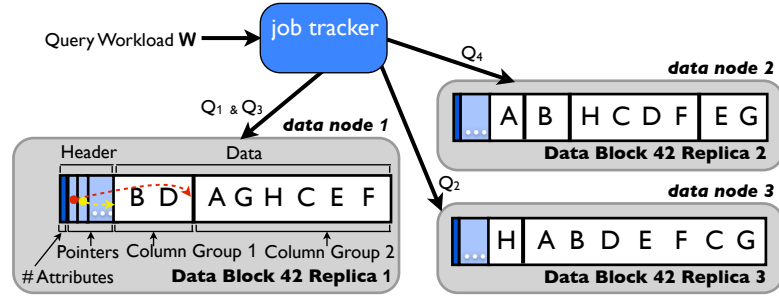 Query Workload W
job tracker
Q4
data node 2
A B H C D F E G
Data Block 42 Replica 2
Q1 & Q3
data node 1
Header Data
B D A G H C E F
Pointers Column Group 1 Column Group 2
# Attributes
Data Block 42 Replica 1
Q2
data node 3
H A B D E F C G
Data Block 42 Replica 3